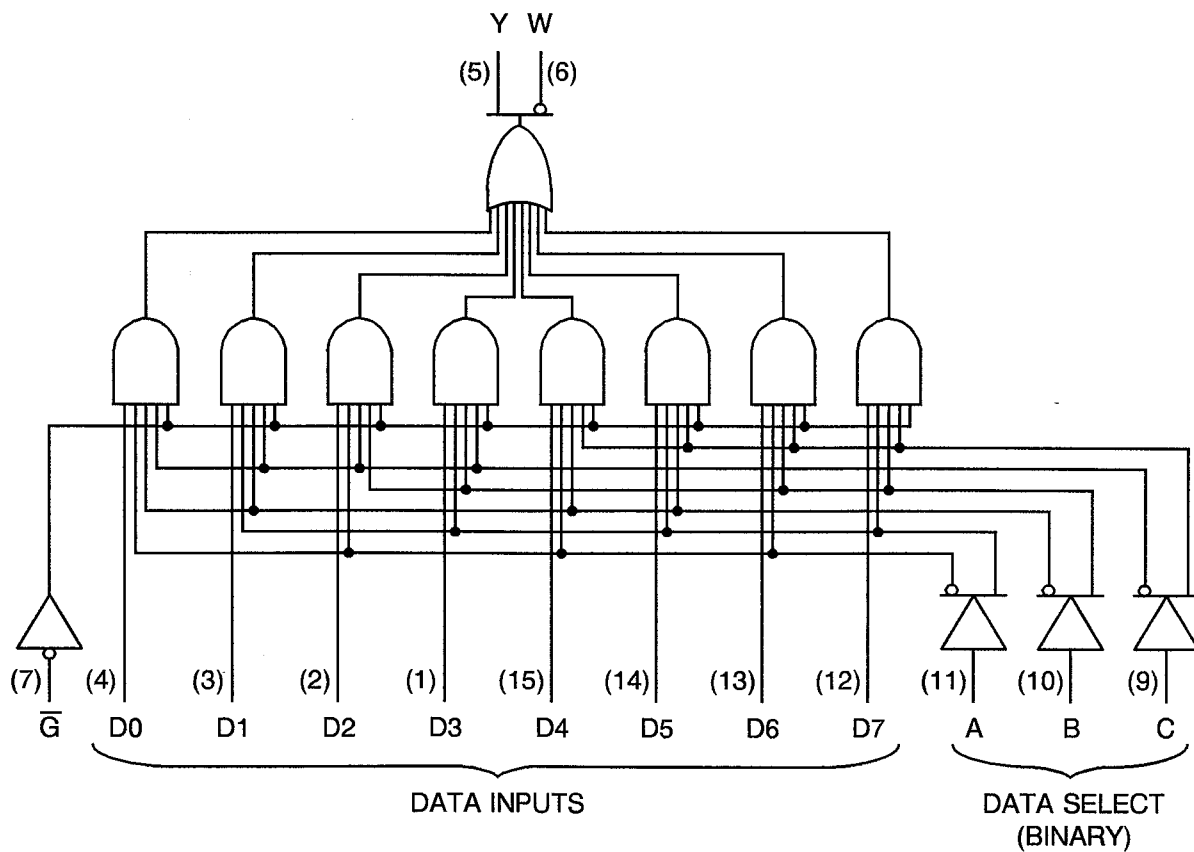 Y W
(5) (6)
(7) (4) (3) (2) (1) (15) (14) (13) (12) (11) (10) (9)
G̅ D0 D1 D2 D3 D4 D5 D6 D7 A B C
DATA INPUTS
DATA SELECT
(BINARY)